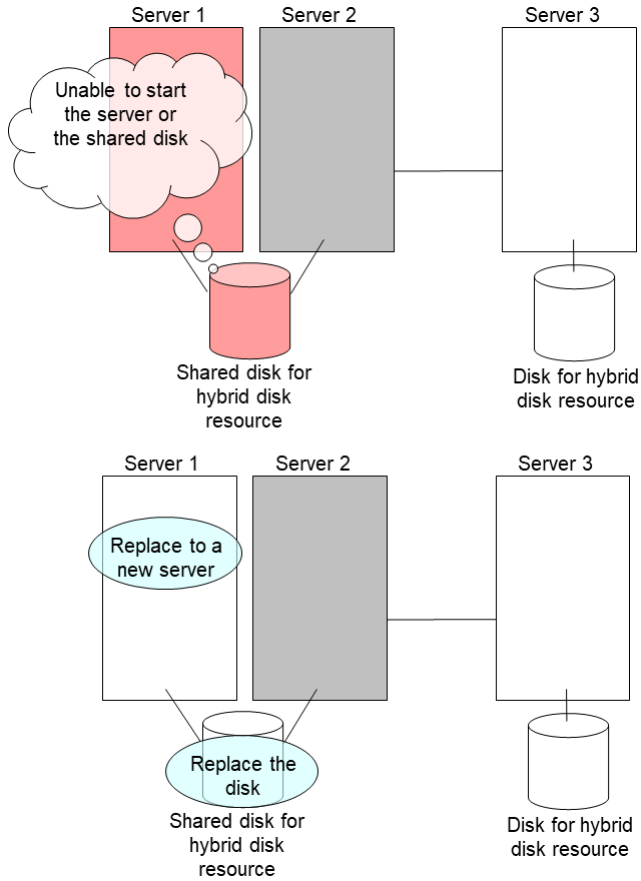 Server 1
Server 2
Server 3
Unable to start
the server or
the shared disk
Shared disk for
hybrid disk
resource
Disk for hybrid
disk resource
Server 1
Server 2
Server 3
Replace to a
new server
Replace the
disk
Shared disk for
hybrid disk
resource
Disk for hybrid
disk resource